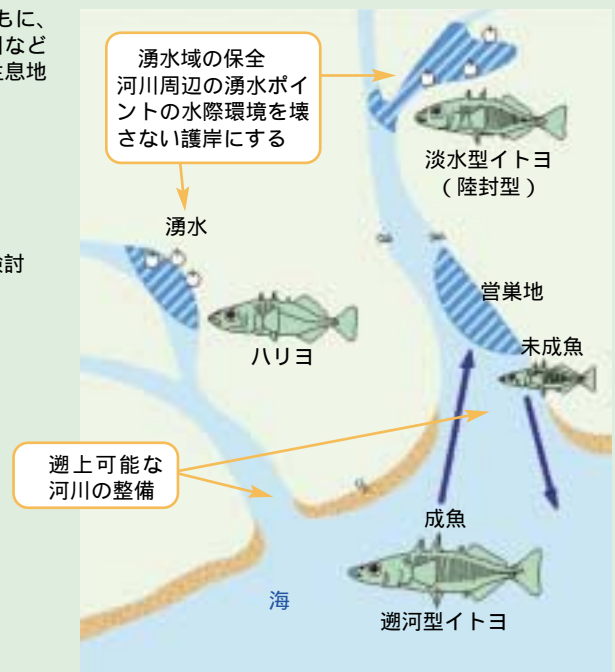 もに、
など
生息地
検討
湧水域の保全
河川周辺の湧水ポイ
ントの水際環境を壊
さない護岸にする
淡水型イトヨ
(陸封型)
湧水
営巣地
未成魚
ハリヨ
遡上可能な
河川の整備
成魚
海
遡河型イトヨ